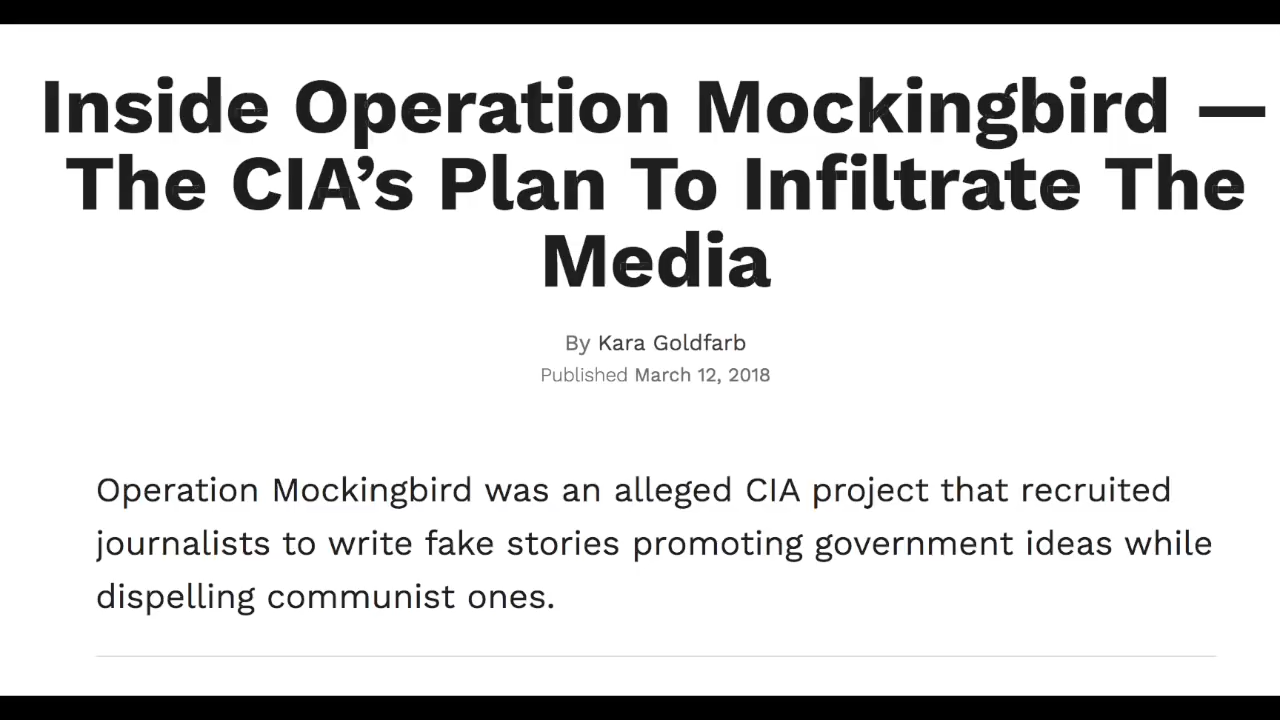 Inside Operation Mockingbird —
The CIA’s Plan To Infiltrate The
Media
By Kara Goldfarb
Published March 12, 2018
Operation Mockingbird was an alleged CIA project that recruited
journalists to write fake stories promoting government ideas while
dispelling communist ones.